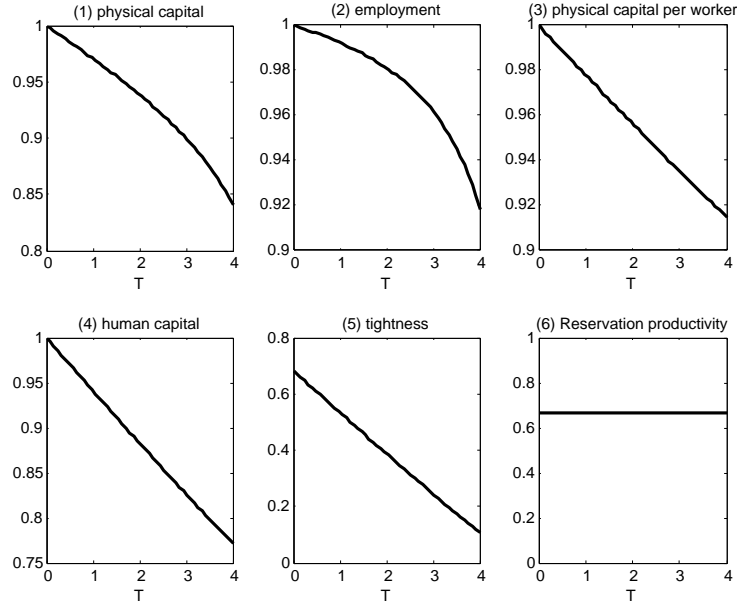 (1) physical capital
1
0.95
0.9
0.85
0.8
0 1 2 3 4
T
(2) employment
1
0.98
0.96
0.94
0.92
0.9
0 1 2 3 4
T
(3) physical capital per worker
1
0.98
0.96
0.94
0.92
0.9
0 1 2 3 4
T
(4) human capital
1
0.95
0.9
0.85
0.8
0.75
0 1 2 3 4
T
(5) tightness
0.8
0.6
0.4
0.2
0
0 1 2 3 4
T
(6) Reservation productivity
1
0.8
0.6
0.4
0.2
0
0 1 2 3 4
T